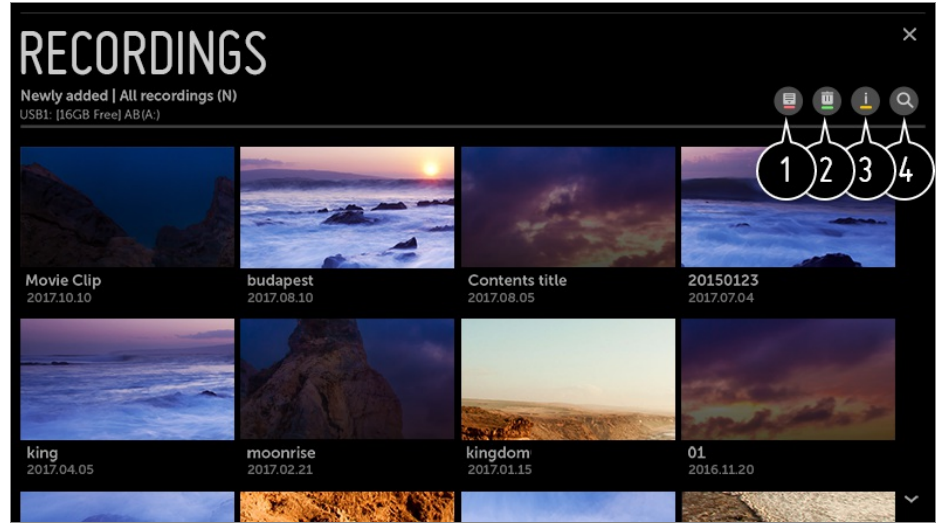 RECORDINGS
Newly added | All recordings (N)
USB1: [16GB Free] AB(A:)
1 2 3 4
Movie Clip
2017.10.10
budapest
2017.08.10
Contents title
2017.08.05
20150123
2017.07.04
king
2017.04.05
moonrise
2017.02.21
kingdom
2017.01.15
01
2016.11.20